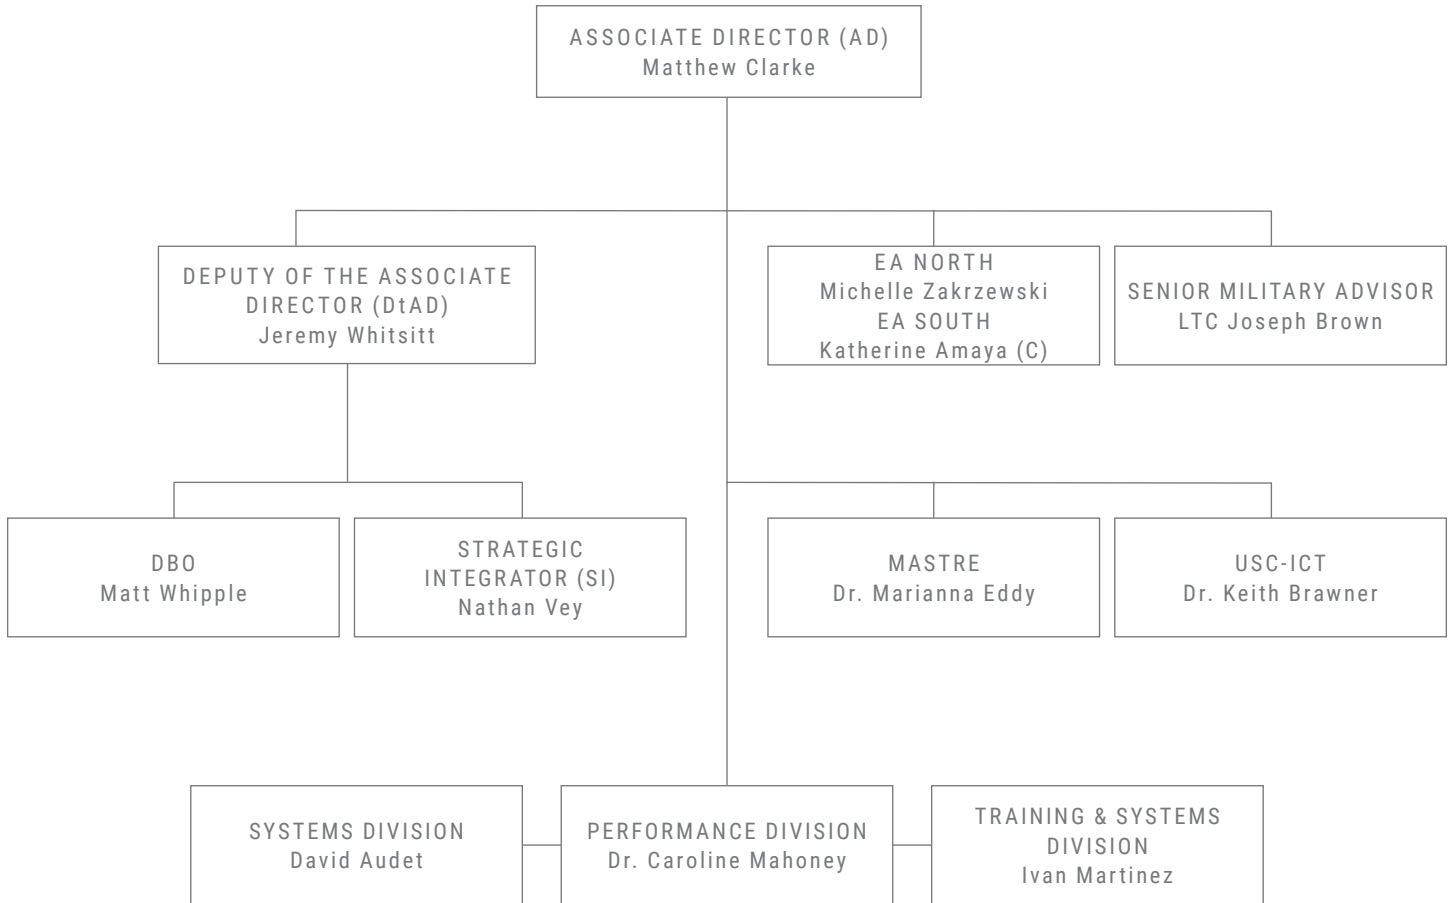 ASSOCIATE DIRECTOR (AD)
Matthew Clarke
DEPUTY OF THE ASSOCIATE
DIRECTOR (DtAD)
Jeremy Whitsitt
EA NORTH
Michelle Zakrzewski
EA SOUTH
Katherine Amaya (C)
SENIOR MILITARY ADVISOR
LTC Joseph Brown
DBO
Matt Whipple
STRATEGIC
INTEGRATOR (SI)
Nathan Vey
MASTRE
Dr. Marianna Eddy
USC-ICT
Dr. Keith Brawner
SYSTEMS DIVISION
David Audet
PERFORMANCE DIVISION
Dr. Caroline Mahoney
TRAINING & SYSTEMS
DIVISION
Ivan Martinez